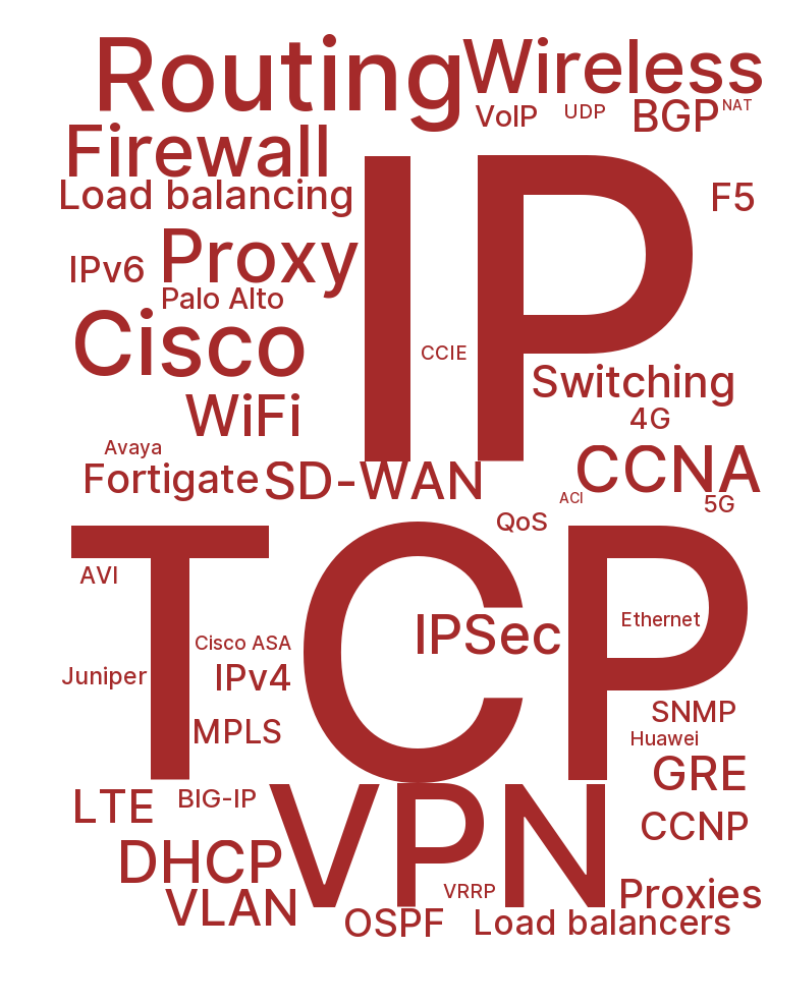 Routing
Wireless
VoIP
UDP
BGP
NAT
Firewall
IP
Load balancing
F5
Proxy
IPv6
Palo Alto
Cisco
CCIE
Switching
WiFi
4G
Avaya
CCNA
Fortigate
SD-WAN
ACI
5G
QoS
TCP
AVI
IPSec
Ethernet
Cisco ASA
Juniper
IPv4
SNMP
MPLS
Huawei
GRE
LTE
BIG-IP
VPN
CCNP
DHCP
VRRP
Proxies
VLAN
OSPF
Load balancers